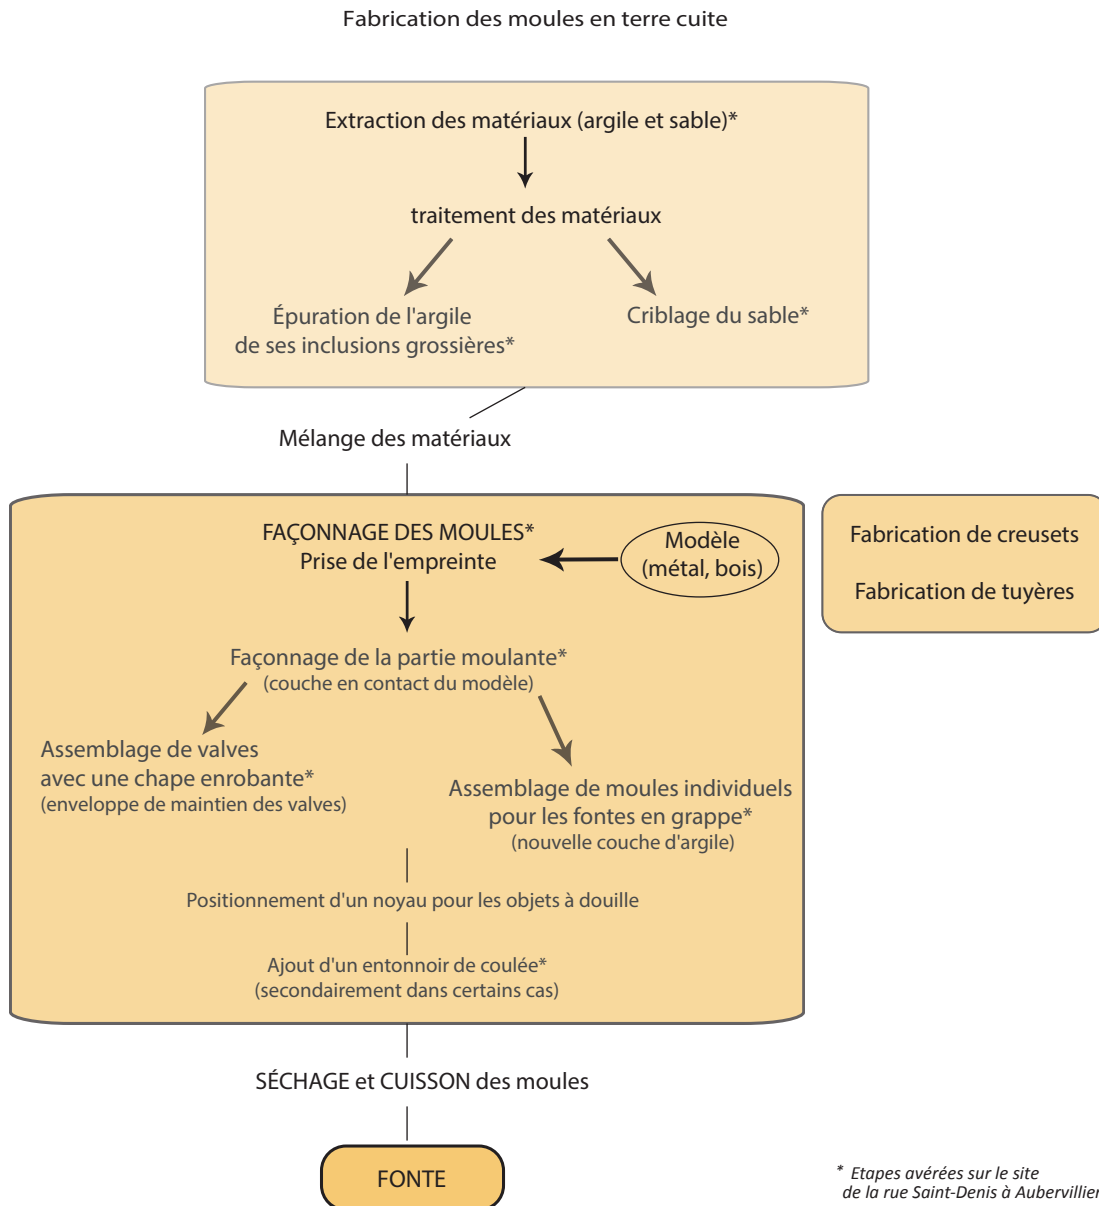 Fabrication des moules en terre cuite
Extraction des matériaux (argile et sable)*
traitement des matériaux
Épuration de l'argile
de ses inclusions grossières*
Criblage du sable*
Mélange des matériaux
FAÇONNAGE DES MOULES*
Prise de l'empreinte
Modèle
(métal, bois)
Fabrication de creusets
Fabrication de tuyères
Façonnage de la partie moulante*
(couche en contact du modèle)
Assemblage de valves
avec une chape enrobante*
(enveloppe de maintien des valves)
Assemblage de moules individuels
pour les fontes en grappe*
(nouvelle couche d'argile)
Positionnement d'un noyau pour les objets à douille
Ajout d'un entonnoir de coulée*
(secondairement dans certains cas)
SÉCHAGE et CUISSON des moules
FONTE
* Etapes avérées sur le site
de la rue Saint-Denis à Aubervillier